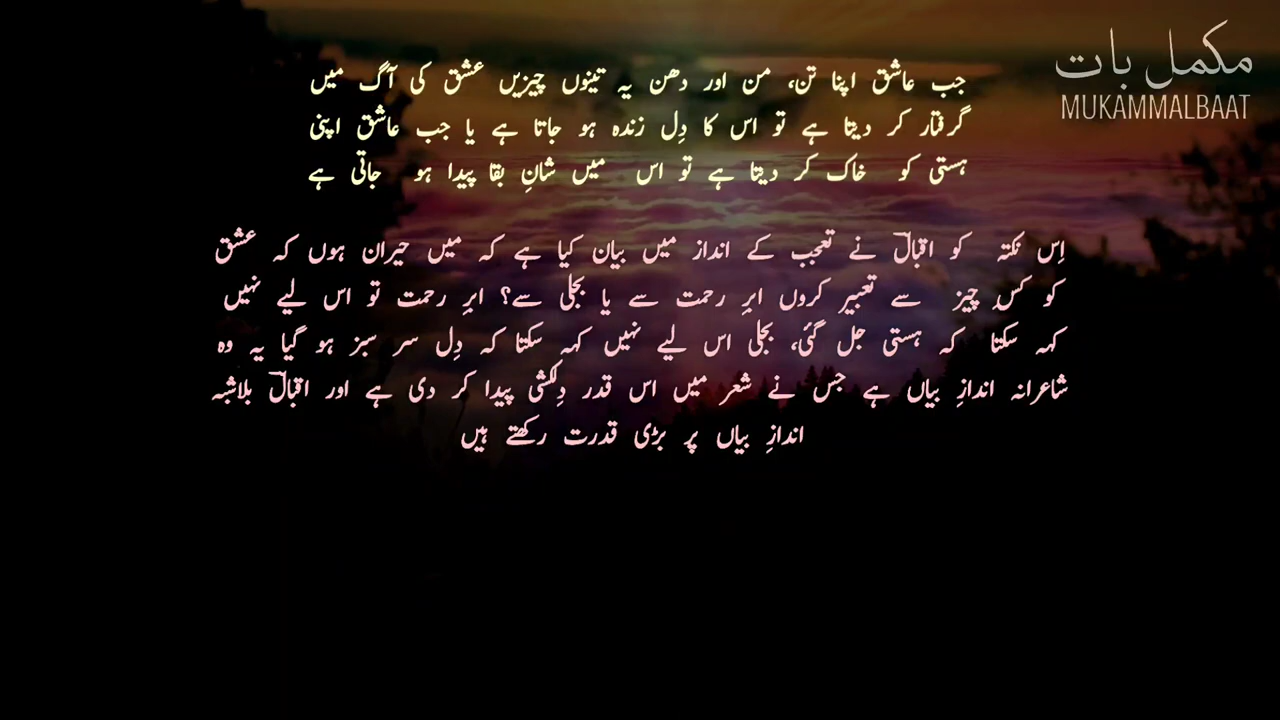 مکمل بات
MUKAMMALBAAT
جب عاشق اپنا تن، من اور دھن یہ تینوں چیزیں عشق کی آگ میں
گرفتار کر دیتا ہے تو اس کا دِل زندہ ہو جاتا ہے یا جب عاشق اپنی
ہستی کو خاک کر دیتا ہے تو اس میں شانِ بقا پیدا ہو جاتی ہے
اِس نکتہ کو اقبالؔ نے تعجب کے انداز میں بیان کیا ہے کہ میں حیران ہوں کہ عشق
کو کس چیز سے تعبیر کروں ابرِ رحمت سے یا بجلی سے؟ ابرِ رحمت تو اس لیے نہیں
کہہ سکتا کہ ہستی جل گئی، بجلی اس لیے نہیں کہہ سکتا کہ دِل سر سبز ہو گیا یہ وہ
شاعرانہ اندازِ بیاں ہے جس نے شعر میں اس قدر دِلکشی پیدا کر دی ہے اور اقبالؔ بلاشبہ
اندازِ بیاں پر بڑی قدرت رکھتے ہیں